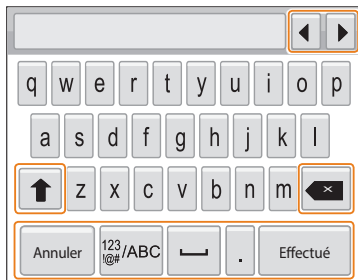 q w e r t y u i o p
a s d f g h j k l
z x c v b n m
Annuler 123 !@# /ABC . Effectué